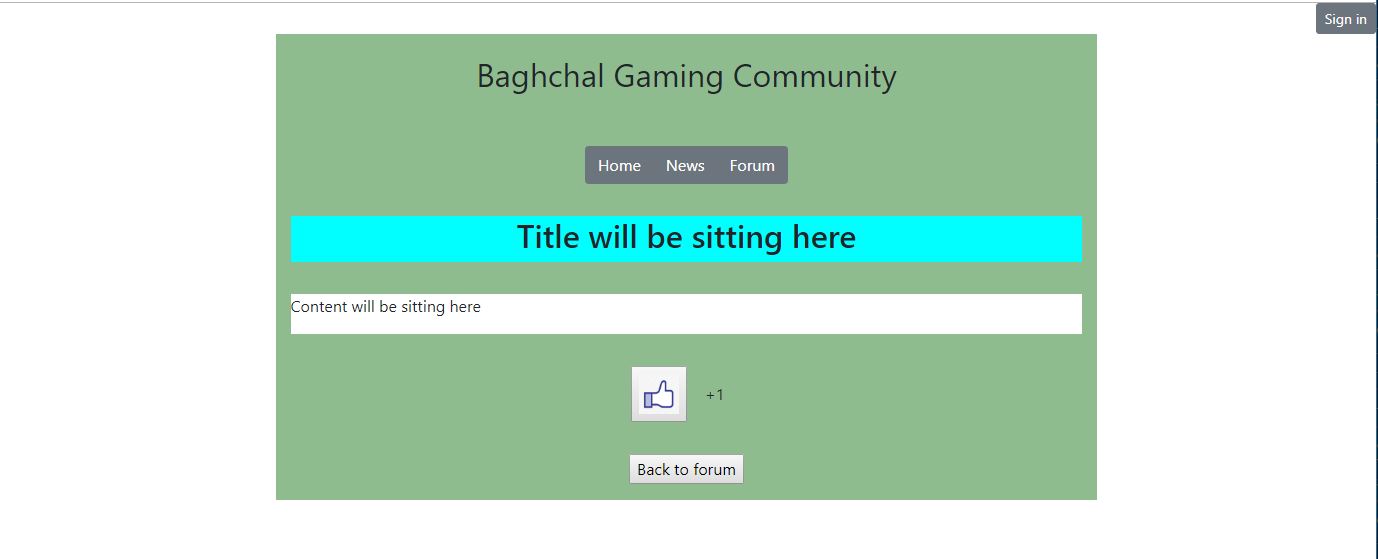 Sign in
Baghchal Gaming Community
Home News Forum
Title will be sitting here
Content will be sitting here
+1
Back to forum